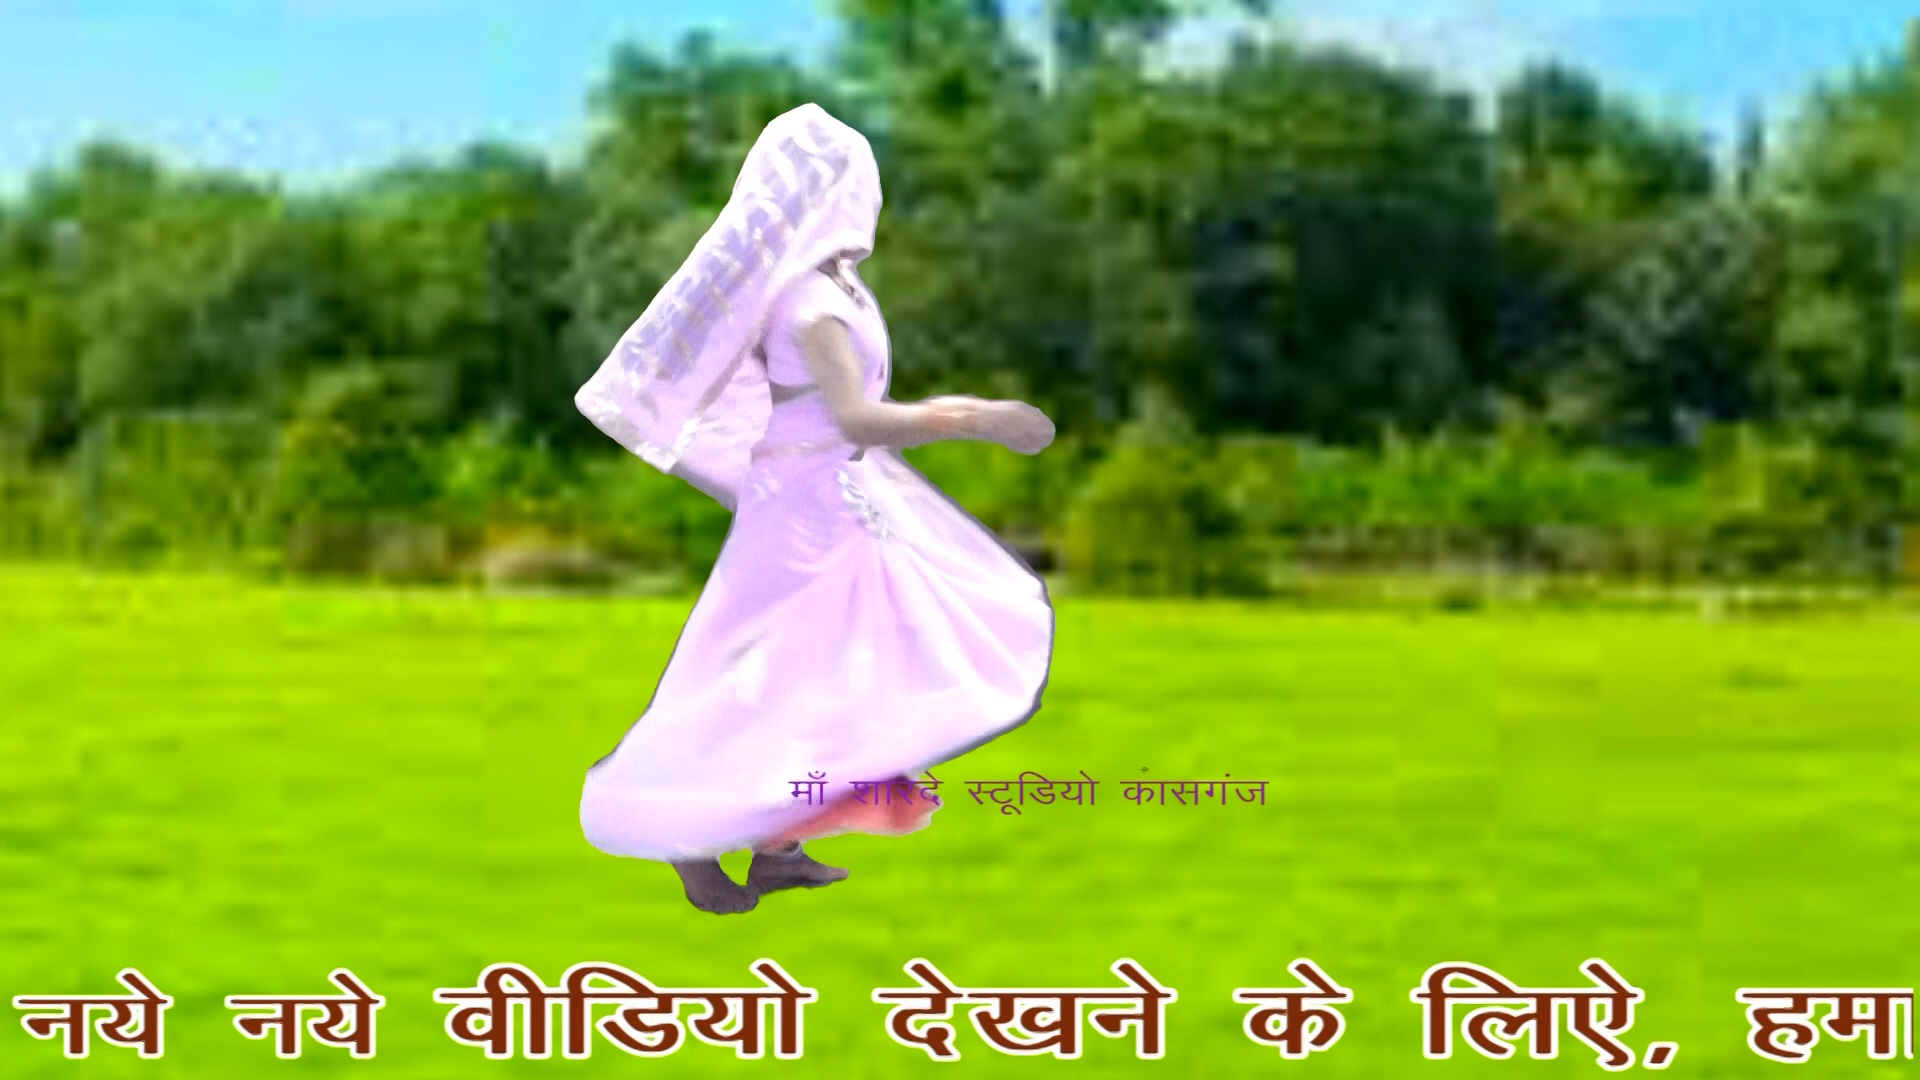 माँ शारदे स्टूडियो कासगंज
नये नये वीडियो देखने के लिऐ, हमा